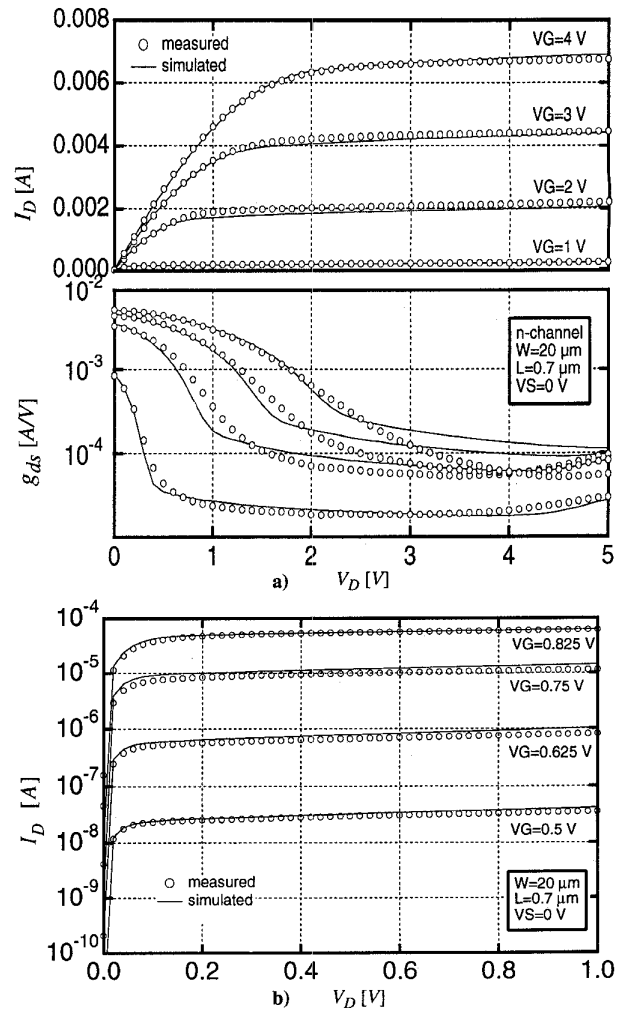 0.008
0.006
0.004
0.002
0.000
I_D [A]
measured
simulated
VG=4 V
VG=3 V
VG=2 V
VG=1 V
10^-2
10^-3
10^-4
g_ds [A/V]
n-channel
W=20 µm
L=0.7 µm
VS=0 V
0 1 2 3 4 5
a) V_D [V]
10^-4
10^-5
10^-6
10^-7
10^-8
10^-9
10^-10
I_D [A]
VG=0.825 V
VG=0.75 V
VG=0.625 V
VG=0.5 V
measured
simulated
W=20 µm
L=0.7 µm
VS=0 V
0.0 0.2 0.4 0.6 0.8 1.0
b) V_D [V]